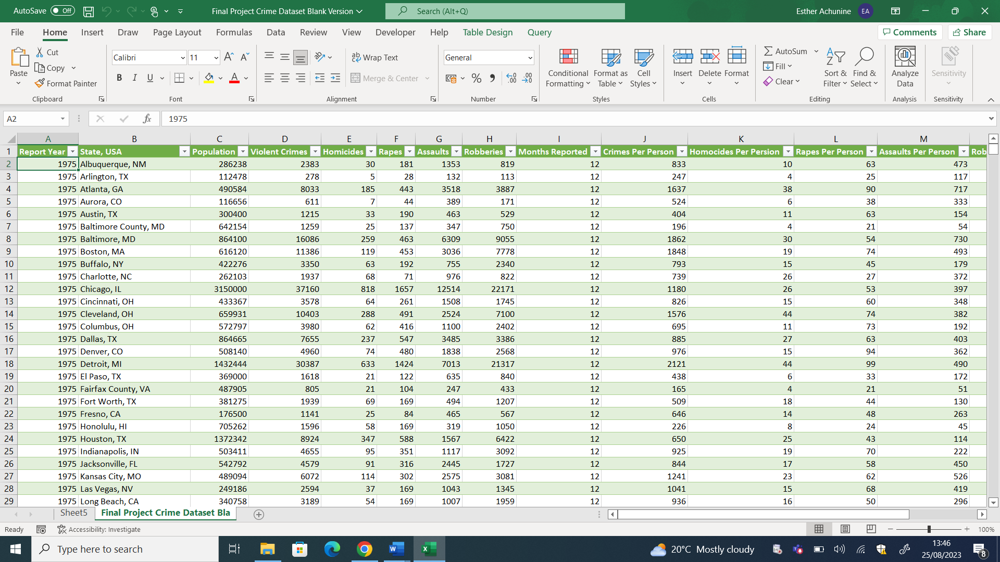 AutoSave Off Final Project Crime Dataset Blank Version Search (Alt+Q) Esther Achunine EA
File Home Insert Draw Page Layout Formulas Data Review View Developer Help Table Design Query Comments Share
Paste Cut Copy Format Painter Clipboard
Calibri 11 B I U A Font
Wrap Text Merge & Center Alignment
General % Number
Conditional Formatting Format as Table Cell Styles Styles
Insert Delete Format Cells
AutoSum Fill Clear Sort & Filter Find & Select Editing
Analyze Data Analysis
Sensitivity Sensitivity
A2 fx 1975
A B C D E F G H I J K L M
1 Report Year State, USA Population Violent Crimes Homicides Rapes Assaults Robberies Months Reported Crimes Per Person Homocides Per Persion Rapes Per Person Assaults Per Person Rob
2 1975 Albuquerque, NM 286238 2383 30 181 1353 819 12 833 10 63 473
3 1975 Arlington, TX 112478 278 5 28 132 113 12 247 4 25 117
4 1975 Atlanta, GA 490584 8033 185 443 3518 3887 12 1637 38 90 717
5 1975 Aurora, CO 116656 611 7 44 389 171 12 524 6 38 333
6 1975 Austin, TX 300400 1215 33 190 463 529 12 404 11 63 154
7 1975 Baltimore County, MD 642154 1259 25 137 347 750 12 196 4 21 54
8 1975 Baltimore, MD 864100 16086 259 463 6309 9055 12 1862 30 54 730
9 1975 Boston, MA 616120 11386 119 453 3036 7778 12 1848 19 74 493
10 1975 Buffalo, NY 422276 3350 63 192 755 2340 12 793 15 45 179
11 1975 Charlotte, NC 262103 1937 68 71 976 822 12 739 26 27 372
12 1975 Chicago, IL 3150000 37160 818 1657 12514 22171 12 1180 26 53 397
13 1975 Cincinnati, OH 433367 3578 64 261 1508 1745 12 826 15 60 348
14 1975 Cleveland, OH 659931 10403 288 491 2524 7100 12 1576 44 74 382
15 1975 Columbus, OH 572797 3980 62 416 1100 2402 12 695 11 73 192
16 1975 Dallas, TX 864665 7655 237 547 3485 3386 12 885 27 63 403
17 1975 Denver, CO 508140 4960 74 480 1838 2568 12 976 15 94 362
18 1975 Detroit, MI 1432444 30387 633 1424 7013 21317 12 2121 44 99 490
19 1975 El Paso, TX 369000 1618 21 122 635 840 12 438 6 33 172
20 1975 Fairfax County, VA 487905 805 21 104 247 433 12 165 4 21 51
21 1975 Fort Worth, TX 381275 1939 69 169 494 1207 12 509 18 44 130
22 1975 Fresno, CA 176500 1141 25 84 465 567 12 646 14 48 263
23 1975 Honolulu, HI 705262 1596 58 169 319 1050 12 226 8 24 45
24 1975 Houston, TX 1372342 8924 347 588 1567 6422 12 650 25 43 114
25 1975 Indianapolis, IN 503411 4655 95 351 1117 3092 12 925 19 70 222
26 1975 Jacksonville, FL 542792 4579 91 316 2445 1727 12 844 17 58 450
27 1975 Kansas City, MO 489094 6072 114 302 2575 3081 12 1241 23 62 526
28 1975 Las Vegas, NV 249186 2594 37 169 1043 1345 12 1041 15 68 419
29 1975 Long Beach, CA 340758 3189 54 169 1007 1959 12 936 16 50 296
Sheet5 Final Project Crime Dataset Bla
Ready Accessibility: Investigate 100%
Type here to search 20°C Mostly cloudy 13:46
25/08/2023 8